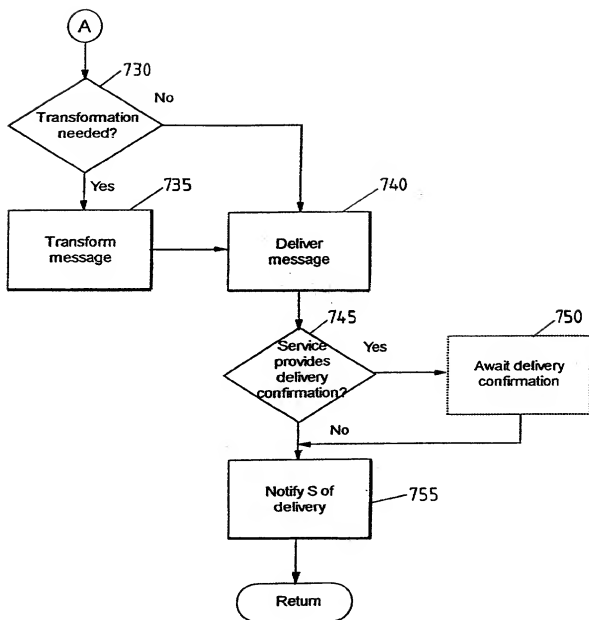 A
730
Transformation
needed?
No
Yes
735
Transform
message
740
Deliver
message
745
Service
provides
delivery
confirmation?
Yes
750
Await delivery
confirmation
No
Notify S of
delivery
755
Return